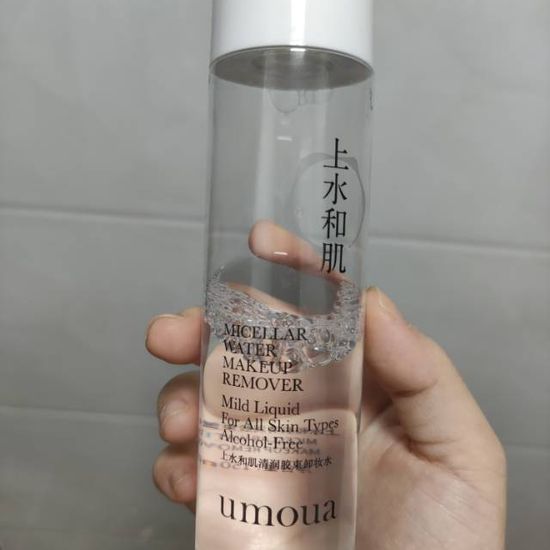 上水和肌
MICELLAR
WATER
MAKEUP
REMOVER
Mild Liquid
For All Skin Types
Alcohol-Free
上水和肌清润胶束卸妆水
umoua